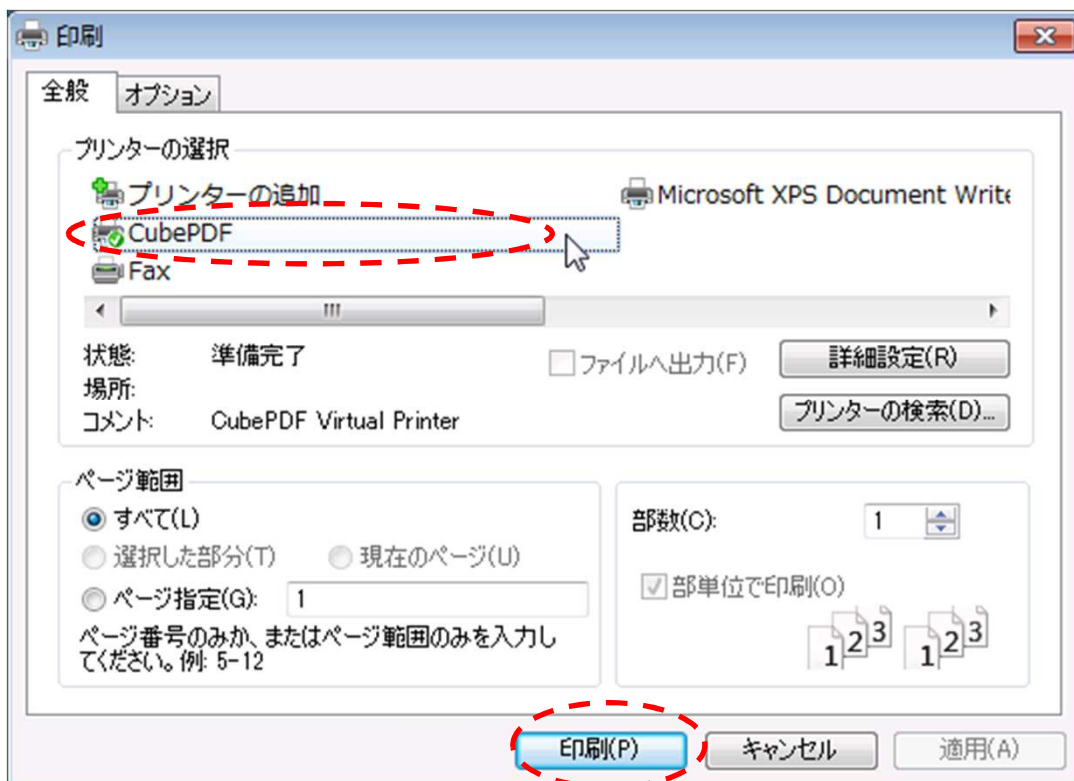 印刷
全般 オプション
プリンターの選択
プリンターの追加 Microsoft XPS Document Write
CubePDF
Fax
状態: 準備完了 ファイルへ出力(F) 詳細設定(R)
場所:
コメント: CubePDF Virtual Printer プリンターの検索(D)...
ページ範囲
すべて(L) 部数(C): 1
選択した部分(T) 現在のページ(U)
ページ指定(G): 1 部単位で印刷(O)
ページ番号のみか、またはページ範囲のみを入力し
てください。例: 5-12
1 2 3 1 2 3
印刷(P) キャンセル 適用(A)